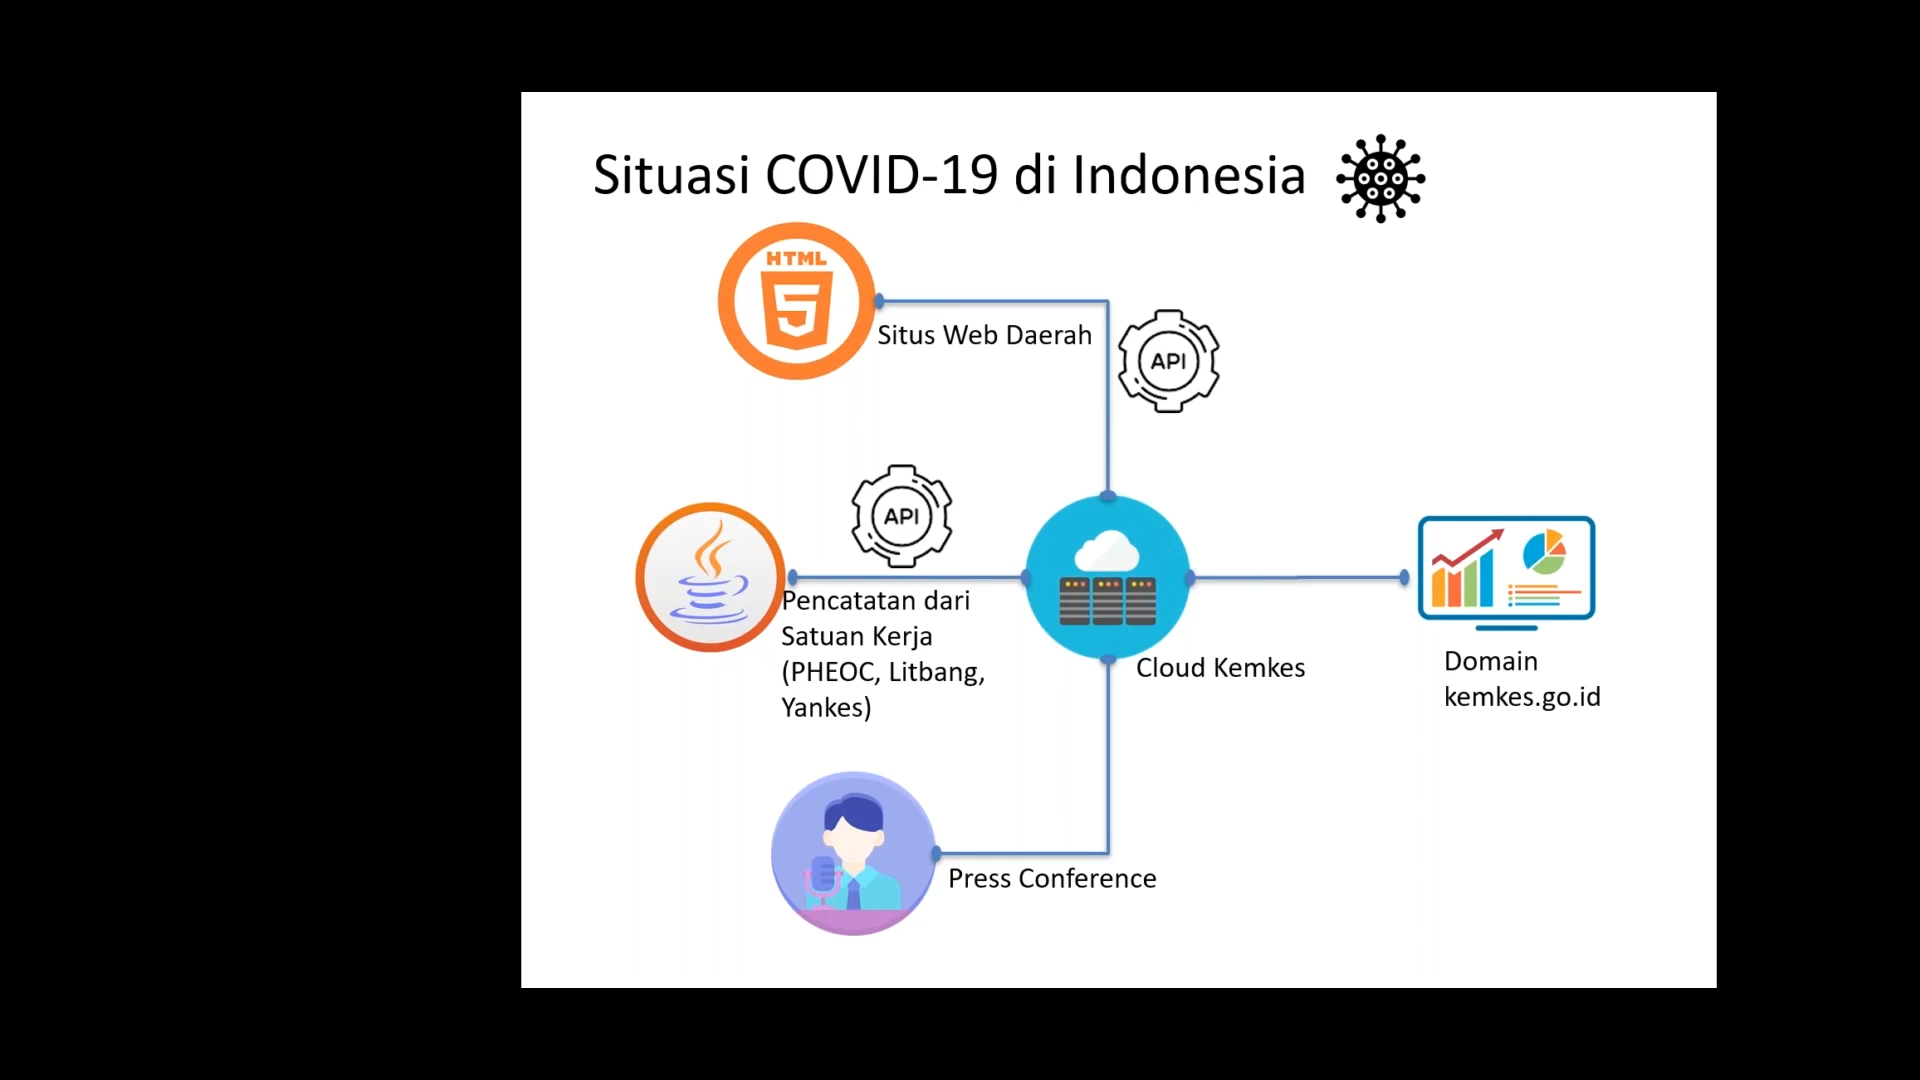 Situasi COVID-19 di Indonesia
HTML
5
Situs Web Daerah
API
API
Pencatatan dari
Satuan Kerja
(PHEOC, Litbang,
Yankes)
Cloud Kemkes
Domain
kemkes.go.id
Press Conference